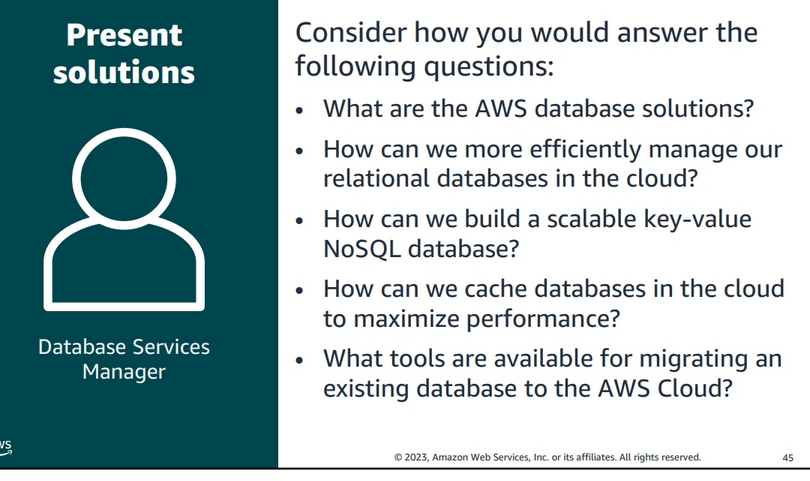 Present
solutions
Database Services
Manager
Consider how you would answer the
following questions:
• What are the AWS database solutions?
• How can we more efficiently manage our
relational databases in the cloud?
• How can we build a scalable key-value
NoSQL database?
• How can we cache databases in the cloud
to maximize performance?
• What tools are available for migrating an
existing database to the AWS Cloud?
© 2023, Amazon Web Services, Inc. or its affiliates. All rights reserved.
45